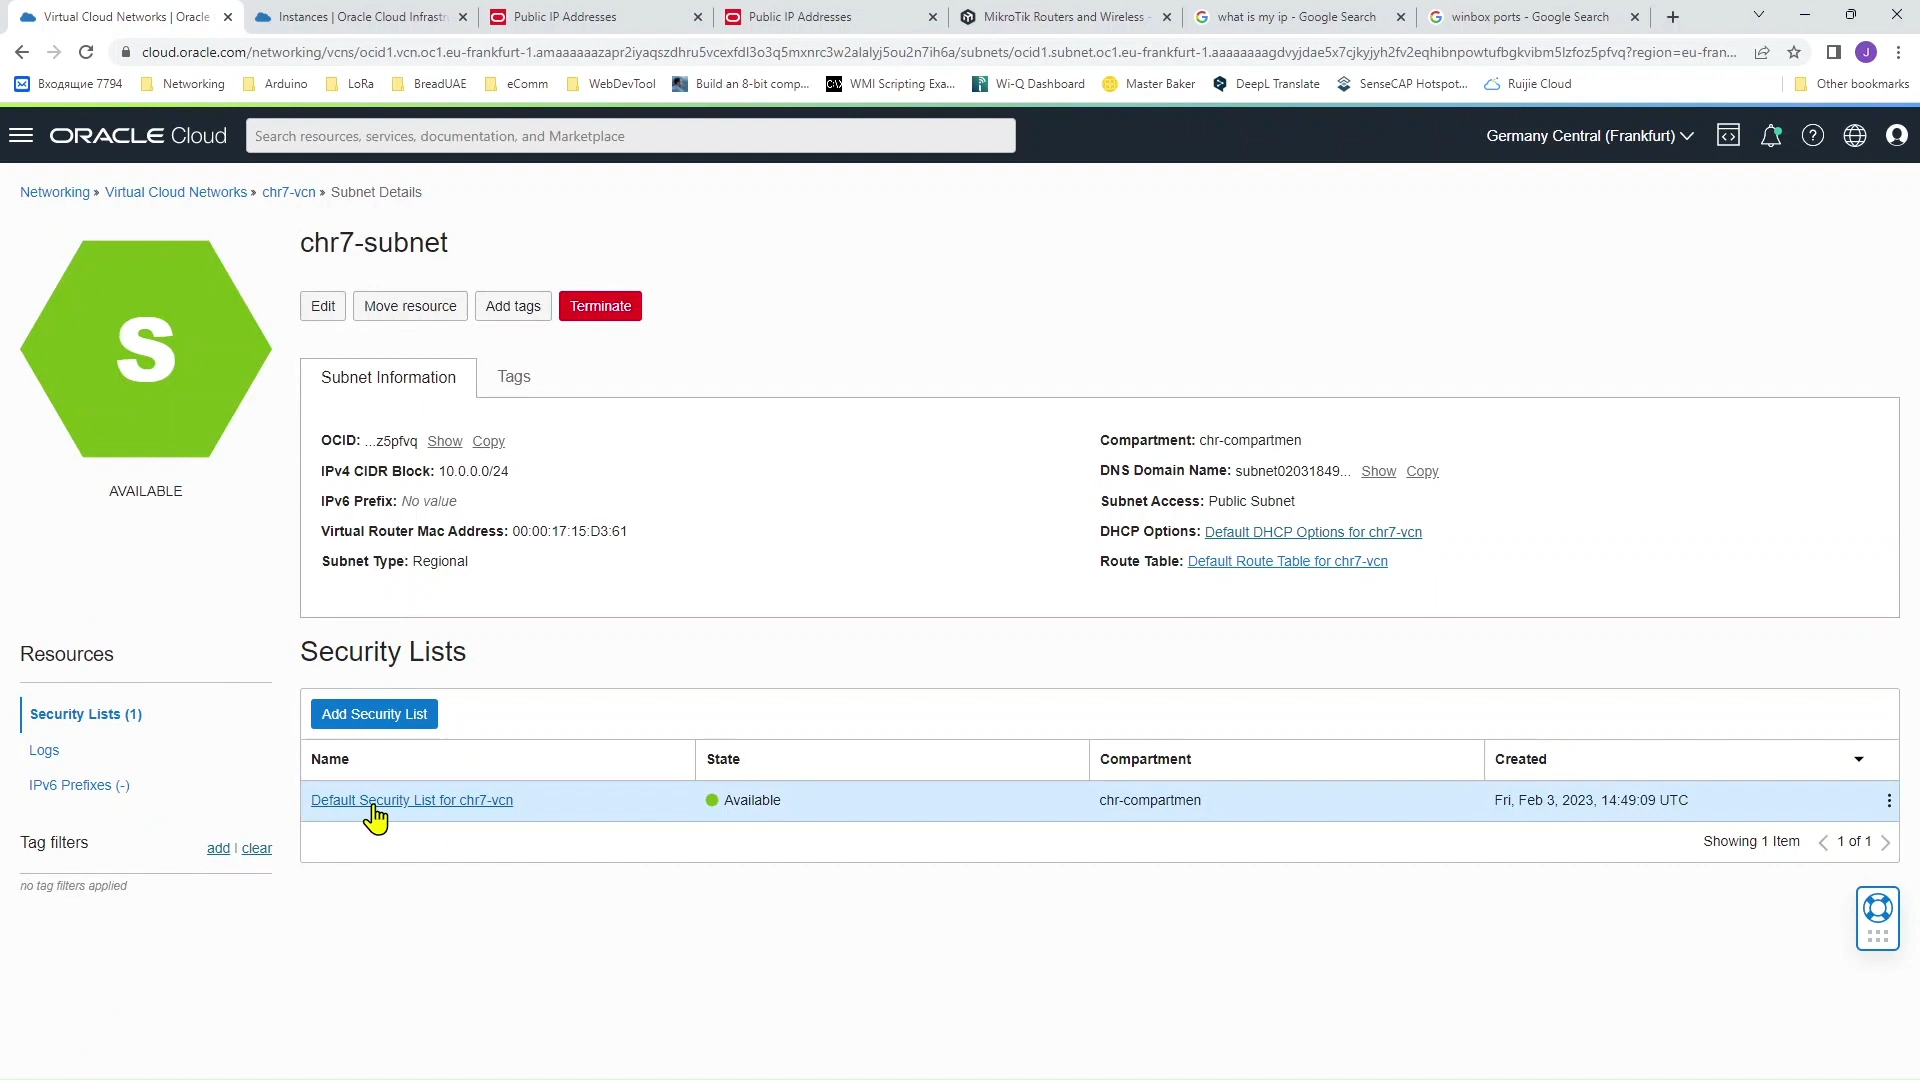 Virtual Cloud Networks | Oracle
Instances | Oracle Cloud Infrastr
Public IP Addresses
Public IP Addresses
MikroTik Routers and Wireless -
what is my ip - Google Search
winbox ports - Google Search
cloud.oracle.com/networking/vcns/ocid1.vcn.oc1.eu-frankfurt-1.amaaaaaazapr2iyaqszdhru5vcexfdl3o3q5mxnrc3w2alalyj5ou2n7ih6a/subnets/ocid1.subnet.oc1.eu-frankfurt-1.aaaaaaaagdvyjdae5x7cjkyjyh2fv2eqhibnpowtufbgkvibm5lzfoz5pfvq?region=eu-fran...
J
Входящие 7794
Networking
Arduino
LoRa
BreadUAE
eComm
WebDevTool
Build an 8-bit comp...
WMI Scripting Exa...
Wi-Q Dashboard
Master Baker
DeepL Translate
SenseCAP Hotspot...
Ruijie Cloud
Other bookmarks
ORACLE Cloud
Search resources, services, documentation, and Marketplace
Germany Central (Frankfurt)
Networking » Virtual Cloud Networks » chr7-vcn » Subnet Details
S
AVAILABLE
chr7-subnet
Edit
Move resource
Add tags
Terminate
Subnet Information
Tags
OCID: ...z5pfvq Show Copy
IPv4 CIDR Block: 10.0.0.0/24
IPv6 Prefix: No value
Virtual Router Mac Address: 00:00:17:15:D3:61
Subnet Type: Regional
Compartment: chr-compartmen
DNS Domain Name: subnet02031849... Show Copy
Subnet Access: Public Subnet
DHCP Options: Default DHCP Options for chr7-vcn
Route Table: Default Route Table for chr7-vcn
Resources
Security Lists (1)
Logs
IPv6 Prefixes (-)
Tag filters
add | clear
no tag filters applied
Security Lists
Add Security List
Name
State
Compartment
Created
Default Security List for chr7-vcn
Available
chr-compartmen
Fri, Feb 3, 2023, 14:49:09 UTC
Showing 1 Item
1 of 1